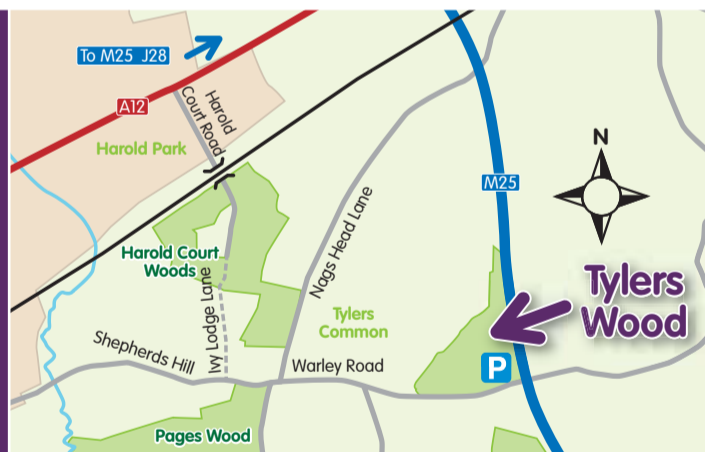 To M25 J28
A12
Harold
Court Road
Harold Park
N
M25
Nags Head Lane
Harold Court
Woods
Ivy Lodge Lane
Tylers
Common
Tylers
Wood
Shepherds Hill
Warley Road
P
Pages Wood